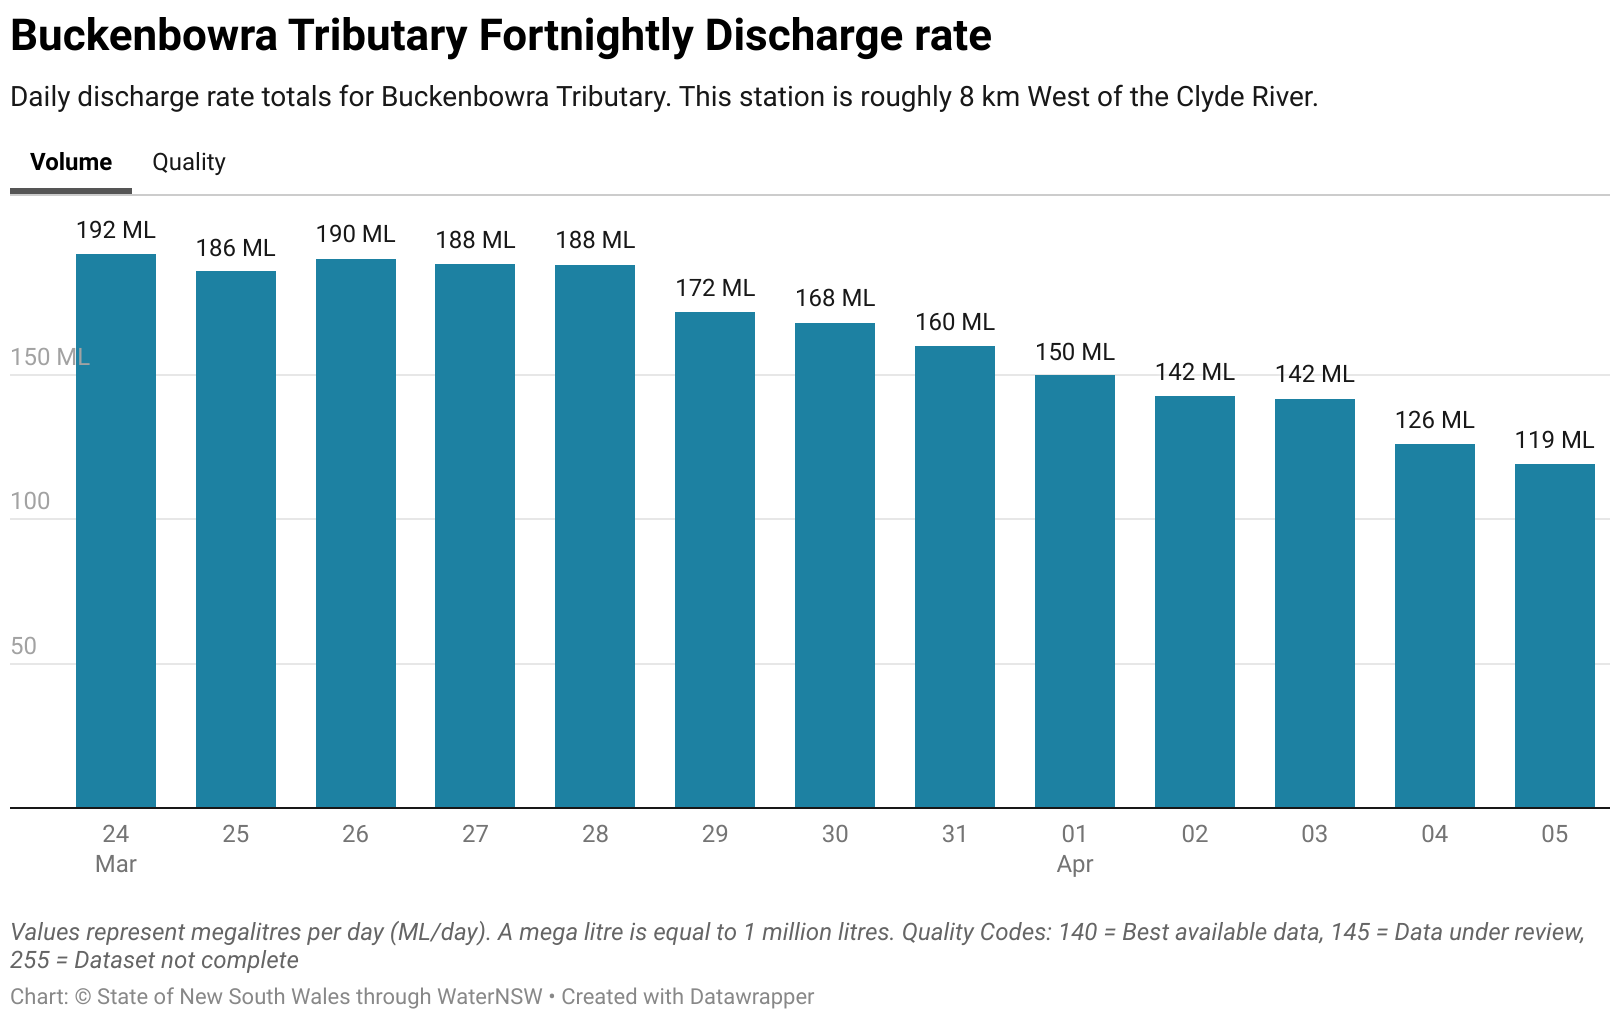 Buckenbowra Tributary Fortnightly Discharge rate
Daily discharge rate totals for Buckenbowra Tributary. This station is roughly 8 km West of the Clyde River.
Volume Quality
192 ML 186 ML 190 ML 188 ML 188 ML 172 ML 168 ML 160 ML 150 ML 142 ML 142 ML 126 ML 119 ML
150 ML
100
50
24 25 26 27 28 29 30 31 01 02 03 04 05
Mar Apr
Values represent megalitres per day (ML/day). A mega litre is equal to 1 million litres. Quality Codes: 140 = Best available data, 145 = Data under review,
255 = Dataset not complete
Chart: © State of New South Wales through WaterNSW • Created with Datawrapper